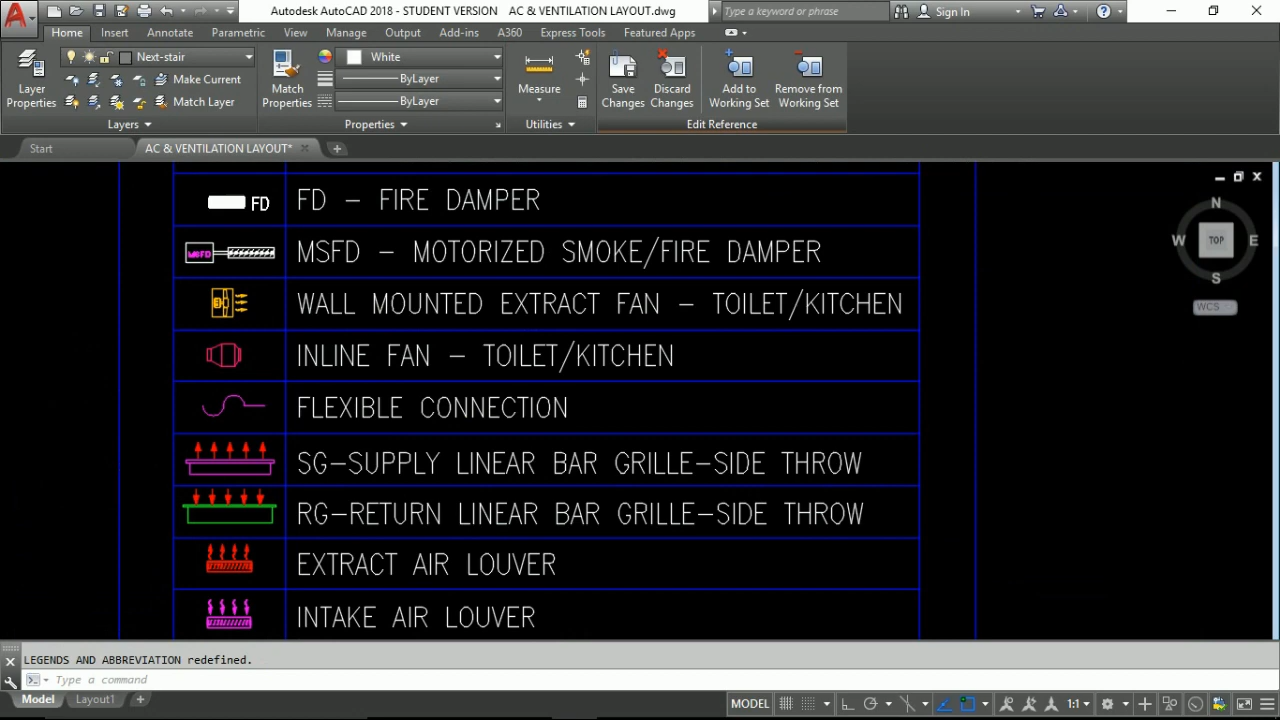 Autodesk AutoCAD 2018 - STUDENT VERSION AC & VENTILATION LAYOUT.dwg
Type a keyword or phrase
Sign In
Home Insert Annotate Parametric View Manage Output Add-ins A360 Express Tools Featured Apps
Layer Properties
Next-stair
Make Current
Match Layer
Layers
Match Properties
White
ByLayer
ByLayer
Properties
Measure
Utilities
Save Changes
Discard Changes
Add to Working Set
Remove from Working Set
Edit Reference
Start
AC & VENTILATION LAYOUT*
N
W TOP E
S
WCS
FD FD - FIRE DAMPER
MSFD MSFD - MOTORIZED SMOKE/FIRE DAMPER
WALL MOUNTED EXTRACT FAN - TOILET/KITCHEN
INLINE FAN - TOILET/KITCHEN
FLEXIBLE CONNECTION
SG-SUPPLY LINEAR BAR GRILLE-SIDE THROW
RG-RETURN LINEAR BAR GRILLE-SIDE THROW
EXTRACT AIR LOUVER
INTAKE AIR LOUVER
LEGENDS AND ABBREVIATION redefined.
Type a command
Model Layout1
MODEL
1:1